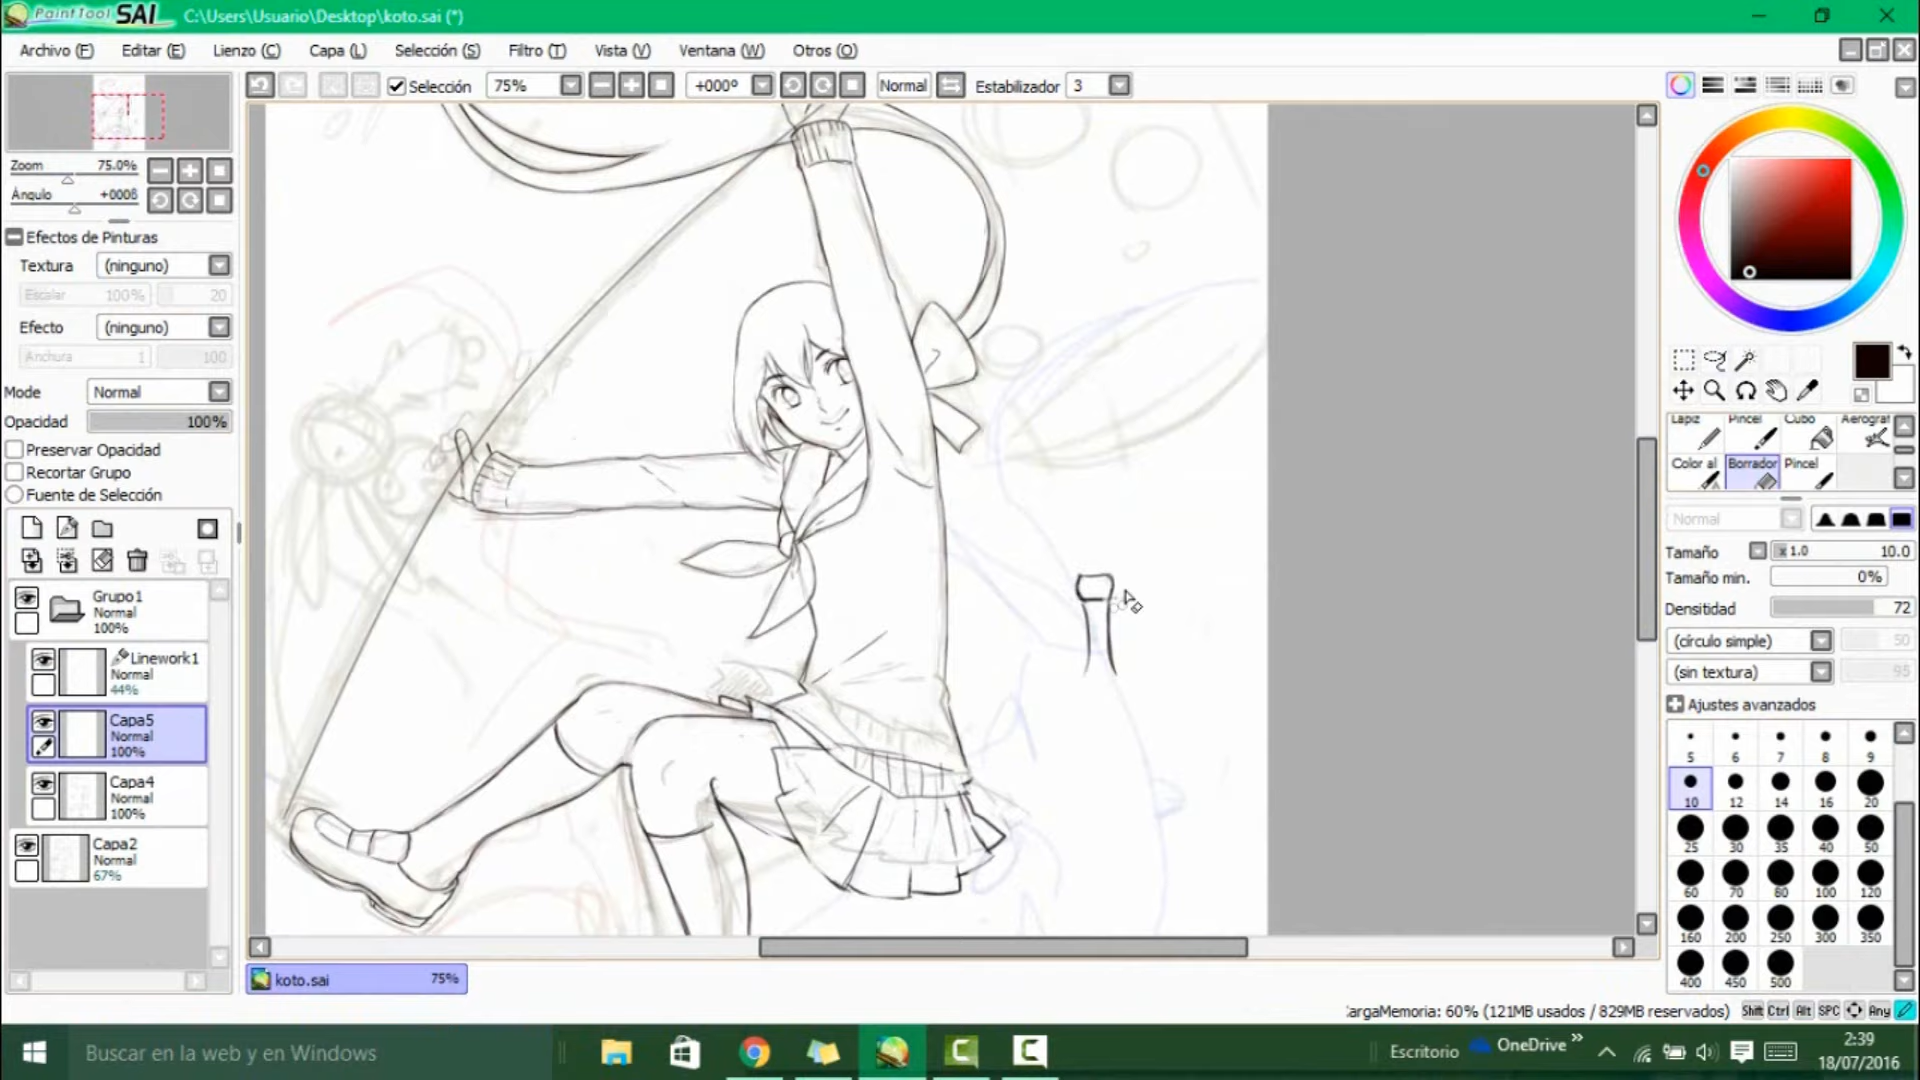 PaintTool SAI C:\Users\Usuario\Desktop\koto.sai (*)
Archivo (F) Editar (E) Lienzo (C) Capa (L) Selección (S) Filtro (T) Vista (V) Ventana (W) Otros (O)
Selección 75% +000º Normal Estabilizador 3
Zoom 75.0%
Ángulo +000ß
Efectos de Pinturas
Textura (ninguno)
Escalar 100% 20
Efecto (ninguno)
Anchura 1 100
Mode Normal
Opacidad 100%
Preservar Opacidad
Recortar Grupo
Fuente de Selección
Grupo1
Normal
100%
Linework1
Normal
44%
Capa5
Normal
100%
Capa4
Normal
100%
Capa2
Normal
67%
Lapiz Pincel Cubo Aerograf
Color al Borrador Pincel
Normal
Tamaño x 1.0 10.0
Tamaño min. 0%
Densitidad 72
(círculo simple) 50
(sin textura) 95
Ajustes avanzados
5 6 7 8 9
10 12 14 16 20
25 30 35 40 50
60 70 80 100 120
160 200 250 300 350
400 450 500
koto.sai 75%
argaMemoria: 60% (121MB usados / 829MB reservados) Shift Ctrl Alt SPC Any
Buscar en la web y en Windows
Escritorio OneDrive »
2:39
18/07/2016